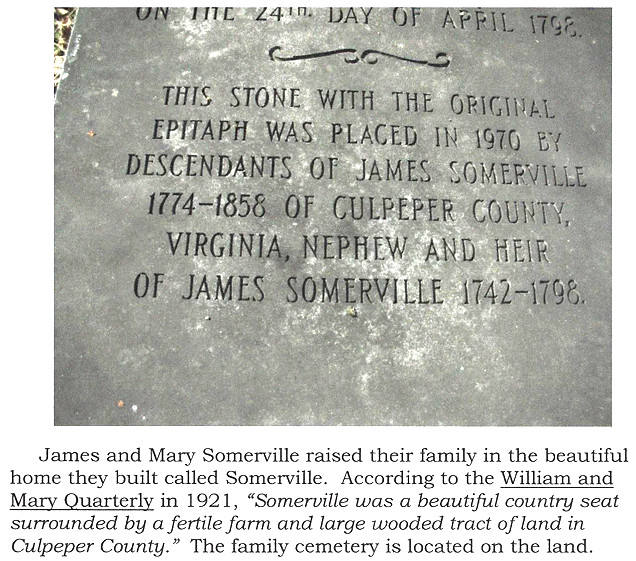 ON THE 24TH. DAY OF APRIL 1798.
THIS STONE WITH THE ORIGINAL
EPITAPH WAS PLACED IN 1970 BY
DESCENDANTS OF JAMES SOMERVILLE
1774-1858 OF CULPEPER COUNTY,
VIRGINIA, NEPHEW AND HEIR
OF JAMES SOMERVILLE 1742-1798.
James and Mary Somerville raised their family in the beautiful
home they built called Somerville. According to the William and
Mary Quarterly in 1921, “Somerville was a beautiful country seat
surrounded by a fertile farm and large wooded tract of land in
Culpeper County.” The family cemetery is located on the land.